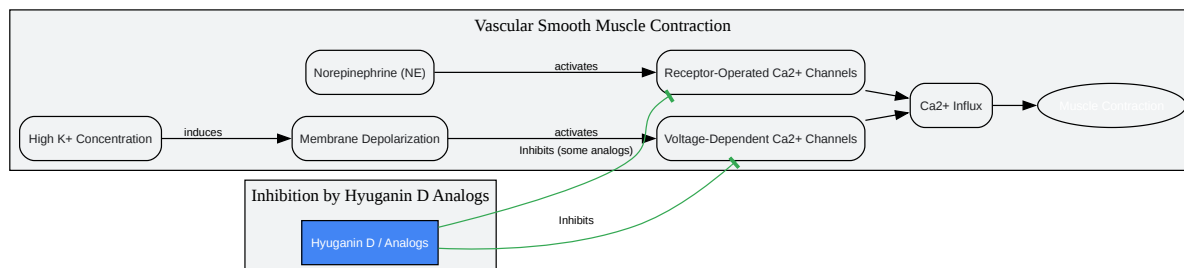 Vascular Smooth Muscle Contraction
Norepinephrine (NE)
activates
Receptor-Operated Ca2+ Channels
High K+ Concentration
induces
Membrane Depolarization
activates
Inhibits (some analogs)
Voltage-Dependent Ca2+ Channels
Ca2+ Influx
Muscle Contraction
Inhibition by Hyuganin D Analogs
Hyuganin D / Analogs
Inhibits